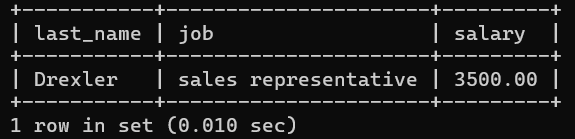 +-----------+----------------------+---------+
| last_name | job                  | salary  |
+-----------+----------------------+---------+
| Drexler   | sales representative | 3500.00 |
+-----------+----------------------+---------+
1 row in set (0.010 sec)